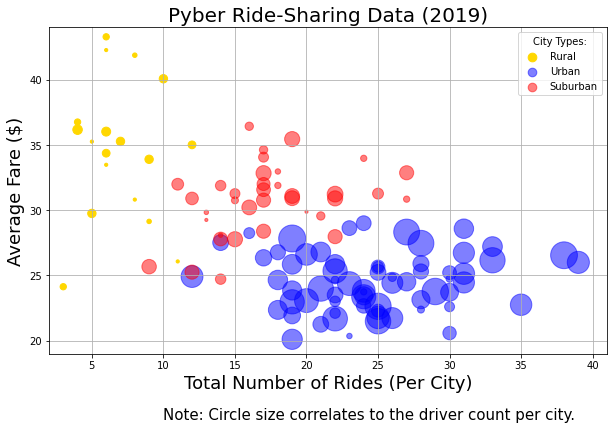 Pyber Ride-Sharing Data (2019)
City Types:
Rural
Urban
Suburban
Average Fare ($)
40
35
30
25
20
5 10 15 20 25 30 35 40
Total Number of Rides (Per City)
Note: Circle size correlates to the driver count per city.